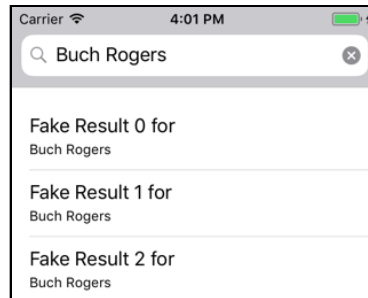 Carrier 4:01 PM
Buch Rogers
Fake Result 0 for
Buch Rogers
Fake Result 1 for
Buch Rogers
Fake Result 2 for
Buch Rogers